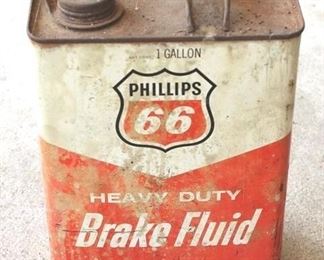 1 GALLON
PHILLIPS
66
HEAVY DUTY
Brake Fluid